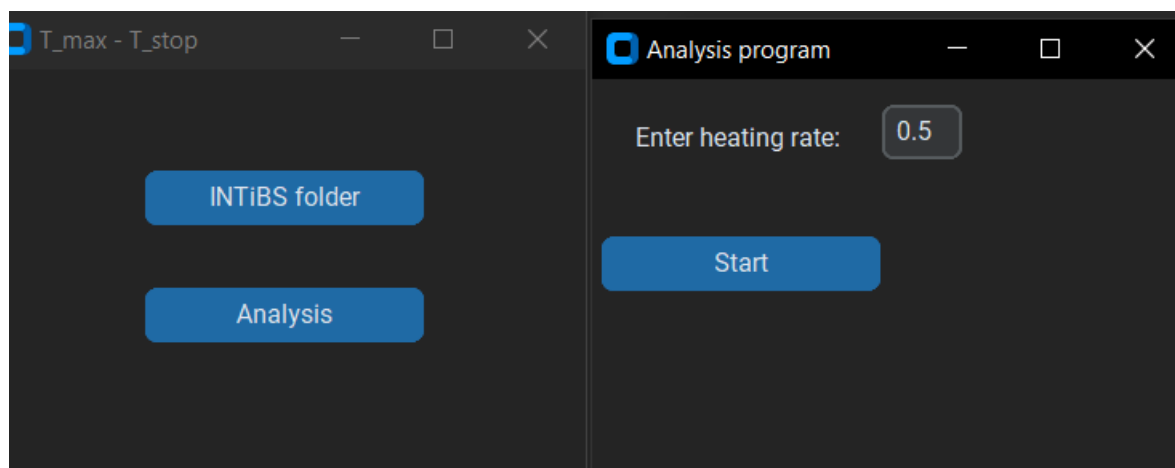 T_max - T_stop
INTiBS folder
Analysis
Analysis program
Enter heating rate: 0.5
Start